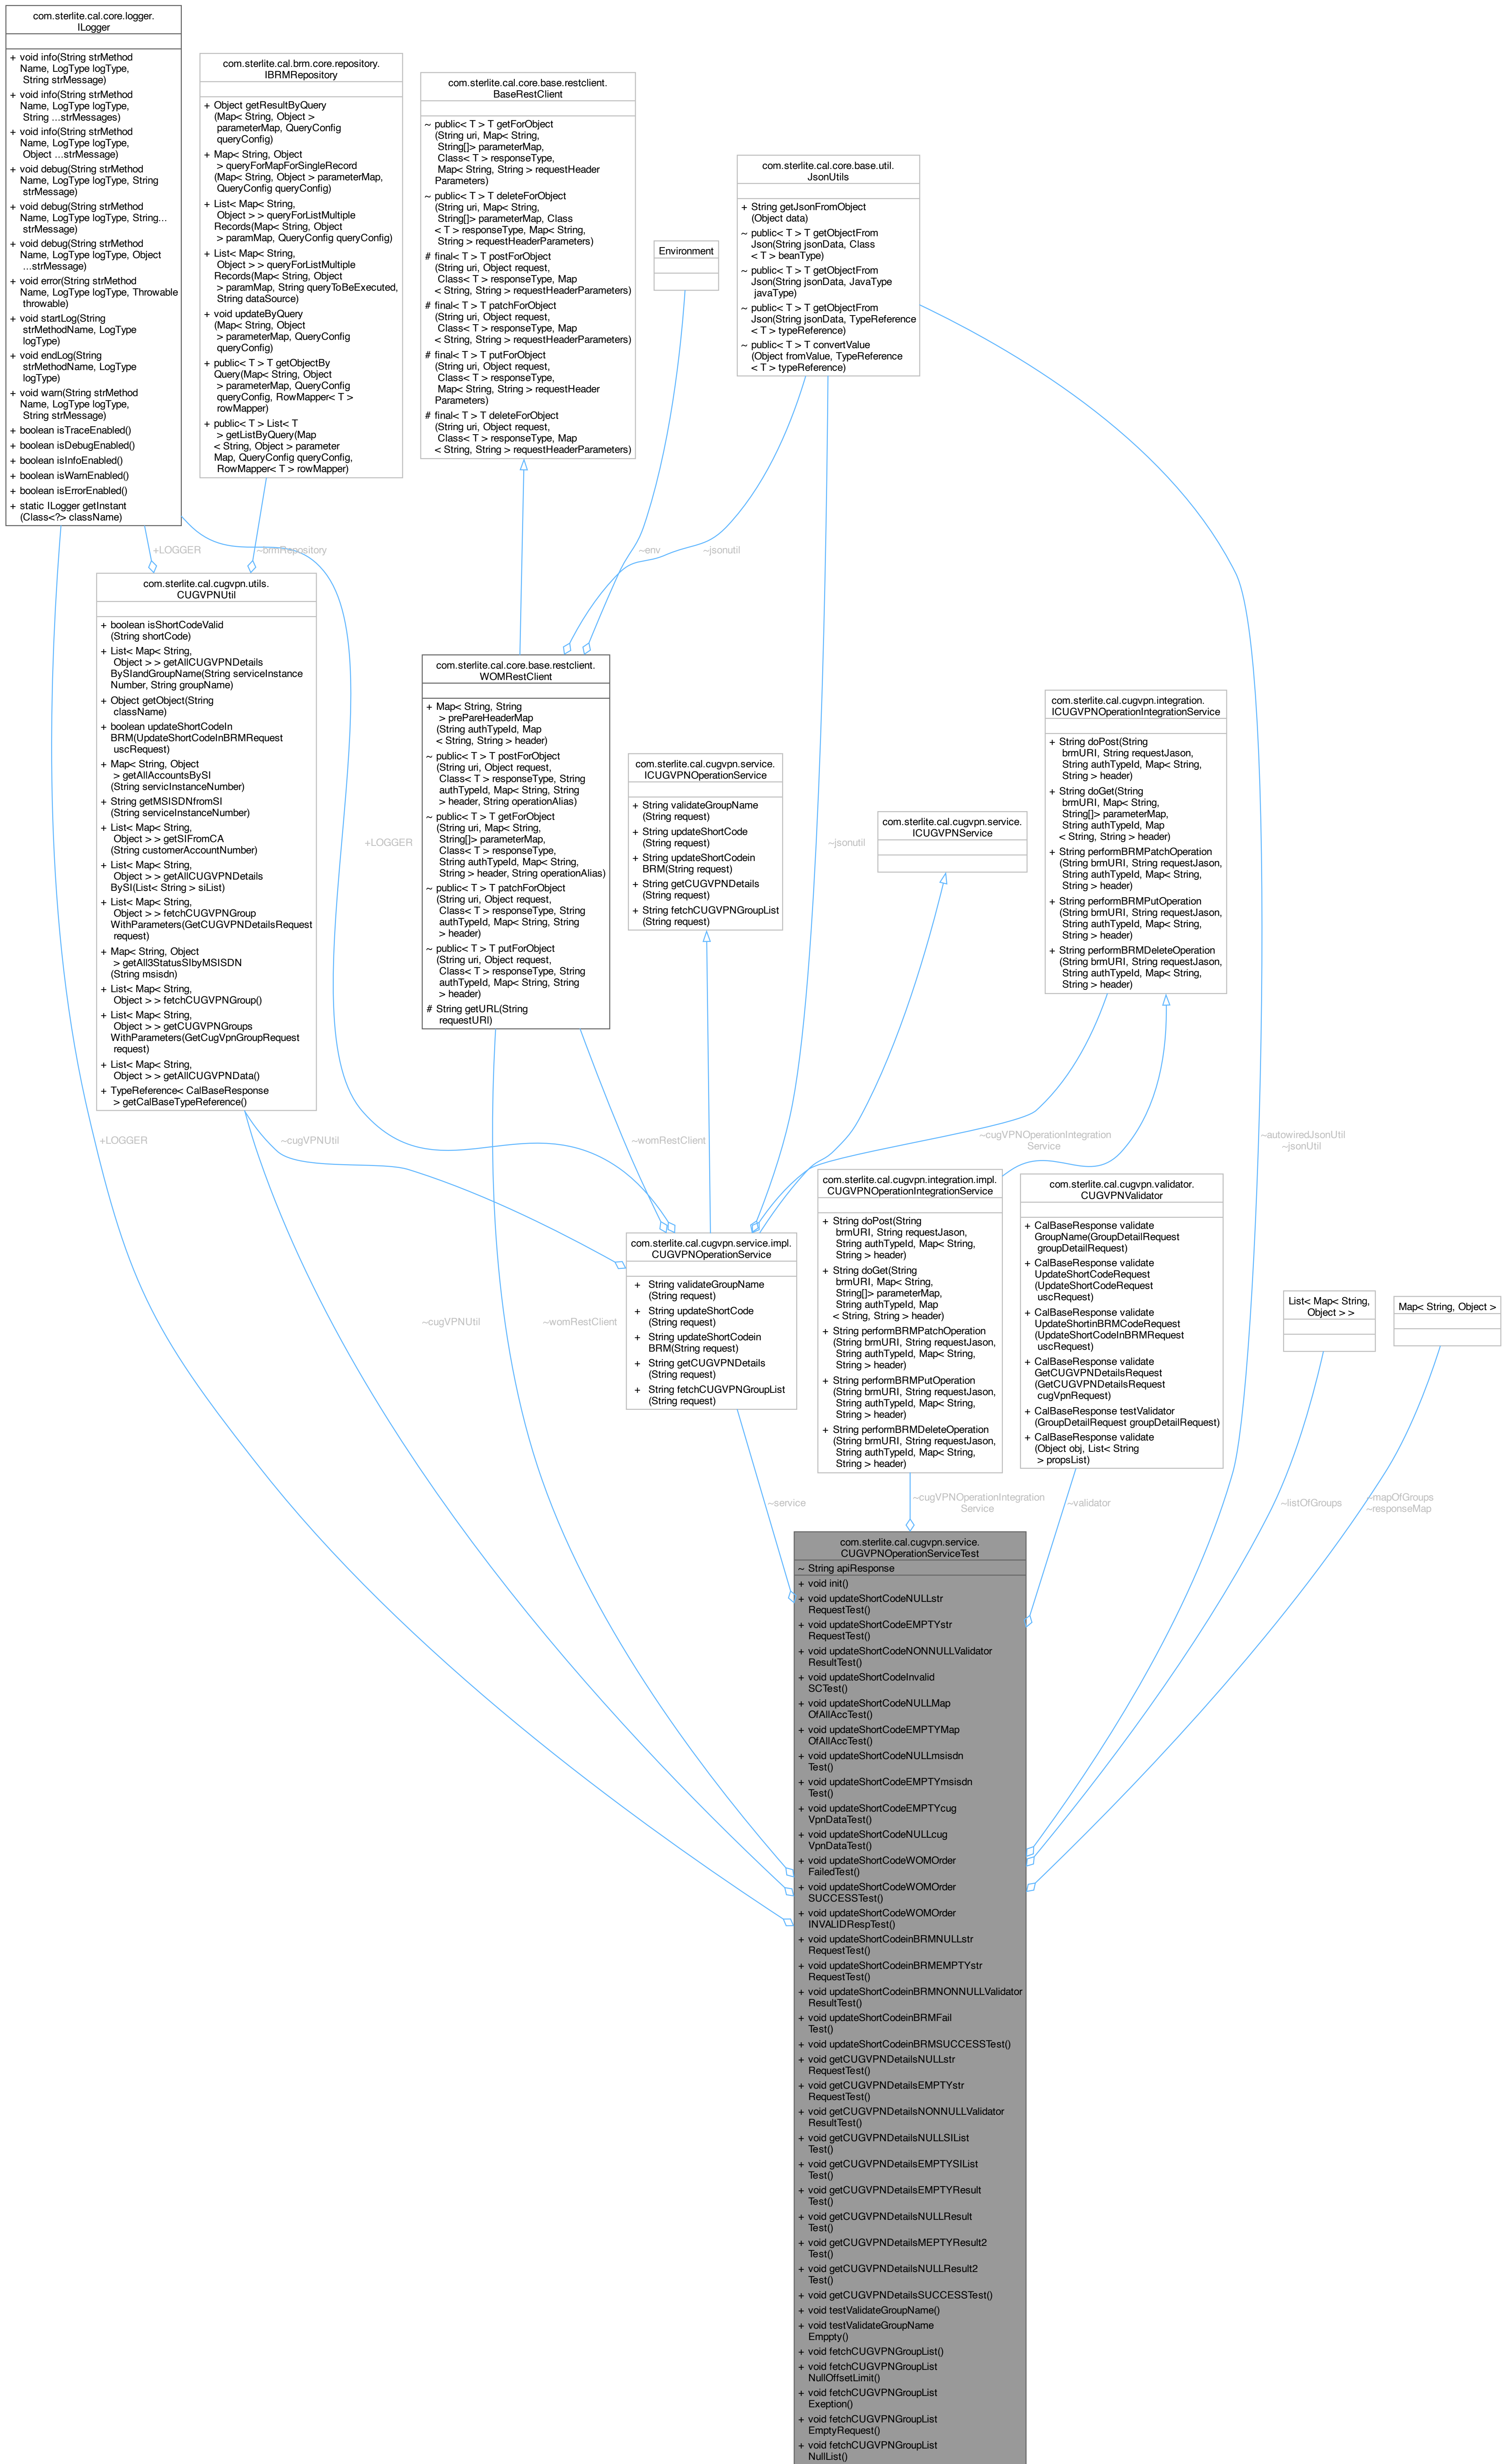 com.sterlite.cal.core.logger.
ILogger
+ void info(String strMethod
Name, LogType logType,
String strMessage)
+ void info(String strMethod
Name, LogType logType,
String ...strMessages)
+ void info(String strMethod
Name, LogType logType,
Object ...strMessage)
+ void debug(String strMethod
Name, LogType logType, String
strMessage)
+ void debug(String strMethod
Name, LogType logType, String...
strMessage)
+ void debug(String strMethod
Name, LogType logType, Object
...strMessage)
+ void error(String strMethod
Name, LogType logType, Throwable
throwable)
+ void startLog(String
strMethodName, LogType
logType)
+ void endLog(String
strMethodName, LogType
logType)
+ void warn(String strMethod
Name, LogType logType,
String strMessage)
+ boolean isTraceEnabled()
+ boolean isDebugEnabled()
+ boolean isInfoEnabled()
+ boolean isWarnEnabled()
+ boolean isErrorEnabled()
+ static ILogger getInstant
(Class<?> className)
com.sterlite.cal.brm.core.repository.
IBRMRepository
+ Object getResultByQuery
(Map< String, Object >
parameterMap, QueryConfig
queryConfig)
+ Map< String, Object
> queryForMapForSingleRecord
(Map< String, Object > parameterMap,
QueryConfig queryConfig)
+ List< Map< String,
Object > > queryForListMultiple
Records(Map< String, Object
> paramMap, QueryConfig queryConfig)
+ List< Map< String,
Object > > queryForListMultiple
Records(Map< String, Object
> paramMap, String queryToBeExecuted,
String dataSource)
+ void updateByQuery
(Map< String, Object
> parameterMap, QueryConfig
queryConfig)
+ public< T > T getObjectBy
Query(Map< String, Object
> parameterMap, QueryConfig
queryConfig, RowMapper< T >
rowMapper)
+ public< T > List< T
> getListByQuery(Map
< String, Object > parameter
Map, QueryConfig queryConfig,
RowMapper< T > rowMapper)
com.sterlite.cal.core.base.restclient.
BaseRestClient
~ public< T > T getForObject
(String uri, Map< String,
String[]> parameterMap,
Class< T > responseType,
Map< String, String > requestHeader
Parameters)
~ public< T > T deleteForObject
(String uri, Map< String,
String[]> parameterMap, Class
< T > responseType, Map< String,
String > requestHeaderParameters)
# final< T > T postForObject
(String uri, Object request,
Class< T > responseType, Map
< String, String > requestHeaderParameters)
# final< T > T patchForObject
(String uri, Object request,
Class< T > responseType, Map
< String, String > requestHeaderParameters)
# final< T > T putForObject
(String uri, Object request,
Class< T > responseType,
Map< String, String > requestHeader
Parameters)
# final< T > T deleteForObject
(String uri, Object request,
Class< T > responseType, Map
< String, String > requestHeaderParameters)
Environment
com.sterlite.cal.core.base.util.
JsonUtils
+ String getJsonFromObject
(Object data)
~ public< T > T getObjectFrom
Json(String jsonData, Class
< T > beanType)
~ public< T > T getObjectFrom
Json(String jsonData, JavaType
javaType)
~ public< T > T getObjectFrom
Json(String jsonData, TypeReference
< T > typeReference)
~ public< T > T convertValue
(Object fromValue, TypeReference
< T > typeReference)
+LOGGER
~brmRepository
~env
~jsonutil
com.sterlite.cal.cugvpn.utils.
CUGVPNUtil
+ boolean isShortCodeValid
(String shortCode)
+ List< Map< String,
Object > > getAllCUGVPNDetails
BySIandGroupName(String serviceInstance
Number, String groupName)
+ Object getObject(String
className)
+ boolean updateShortCodeIn
BRM(UpdateShortCodeInBRMRequest
uscRequest)
+ Map< String, Object
> getAllAccountsBySI
(String servicInstanceNumber)
+ String getMSISDNfromSI
(String serviceInstanceNumber)
+ List< Map< String,
Object > > getSIFromCA
(String customerAccountNumber)
+ List< Map< String,
Object > > getAllCUGVPNDetails
BySI(List< String > siList)
+ List< Map< String,
Object > > fetchCUGVPNGroup
WithParameters(GetCUGVPNDetailsRequest
request)
+ Map< String, Object
> getAll3StatusSIbyMSISDN
(String msisdn)
+ List< Map< String,
Object > > fetchCUGVPNGroup()
+ List< Map< String,
Object > > getCUGVPNGroups
WithParameters(GetCugVpnGroupRequest
request)
+ List< Map< String,
Object > > getAllCUGVPNData()
+ TypeReference< CalBaseResponse
> getCalBaseTypeReference()
com.sterlite.cal.core.base.restclient.
WOMRestClient
+ Map< String, String
> prePareHeaderMap
(String authTypeId, Map
< String, String > header)
~ public< T > T postForObject
(String uri, Object request,
Class< T > responseType, String
authTypeId, Map< String, String
> header, String operationAlias)
~ public< T > T getForObject
(String uri, Map< String,
String[]> parameterMap,
Class< T > responseType,
String authTypeId, Map< String,
String > header, String operationAlias)
~ public< T > T patchForObject
(String uri, Object request,
Class< T > responseType, String
authTypeId, Map< String, String
> header)
~ public< T > T putForObject
(String uri, Object request,
Class< T > responseType, String
authTypeId, Map< String, String
> header)
# String getURL(String
requestURI)
com.sterlite.cal.cugvpn.service.
ICUGVPNOperationService
+ String validateGroupName
(String request)
+ String updateShortCode
(String request)
+ String updateShortCodein
BRM(String request)
+ String getCUGVPNDetails
(String request)
+ String fetchCUGVPNGroupList
(String request)
com.sterlite.cal.cugvpn.service.
ICUGVPNService
com.sterlite.cal.cugvpn.integration.
ICUGVPNOperationIntegrationService
+ String doPost(String
brmURI, String requestJason,
String authTypeId, Map< String,
String > header)
+ String doGet(String
brmURI, Map< String,
String[]> parameterMap,
String authTypeId, Map
< String, String > header)
+ String performBRMPatchOperation
(String brmURI, String requestJason,
String authTypeId, Map< String,
String > header)
+ String performBRMPutOperation
(String brmURI, String requestJason,
String authTypeId, Map< String,
String > header)
+ String performBRMDeleteOperation
(String brmURI, String requestJason,
String authTypeId, Map< String,
String > header)
+LOGGER
~jsonutil
+LOGGER
~cugVPNUtil
~womRestClient
~cugVPNOperationIntegration
Service
~autowiredJsonUtil
~jsonUtil
com.sterlite.cal.cugvpn.service.impl.
CUGVPNOperationService
+ String validateGroupName
(String request)
+ String updateShortCode
(String request)
+ String updateShortCodein
BRM(String request)
+ String getCUGVPNDetails
(String request)
+ String fetchCUGVPNGroupList
(String request)
com.sterlite.cal.cugvpn.integration.impl.
CUGVPNOperationIntegrationService
+ String doPost(String
brmURI, String requestJason,
String authTypeId, Map< String,
String > header)
+ String doGet(String
brmURI, Map< String,
String[]> parameterMap,
String authTypeId, Map
< String, String > header)
+ String performBRMPatchOperation
(String brmURI, String requestJason,
String authTypeId, Map< String,
String > header)
+ String performBRMPutOperation
(String brmURI, String requestJason,
String authTypeId, Map< String,
String > header)
+ String performBRMDeleteOperation
(String brmURI, String requestJason,
String authTypeId, Map< String,
String > header)
com.sterlite.cal.cugvpn.validator.
CUGVPNValidator
+ CalBaseResponse validate
GroupName(GroupDetailRequest
groupDetailRequest)
+ CalBaseResponse validate
UpdateShortCodeRequest
(UpdateShortCodeRequest
uscRequest)
+ CalBaseResponse validate
UpdateShortinBRMCodeRequest
(UpdateShortCodeInBRMRequest
uscRequest)
+ CalBaseResponse validate
GetCUGVPNDetailsRequest
(GetCUGVPNDetailsRequest
cugVpnRequest)
+ CalBaseResponse testValidator
(GroupDetailRequest groupDetailRequest)
+ CalBaseResponse validate
(Object obj, List< String
> propsList)
List< Map< String,
Object > >
Map< String, Object >
~cugVPNUtil
~womRestClient
~service
~cugVPNOperationIntegration
Service
~validator
~listOfGroups
~mapOfGroups
~responseMap
com.sterlite.cal.cugvpn.service.
CUGVPNOperationServiceTest
~ String apiResponse
+ void init()
+ void updateShortCodeNULLstr
RequestTest()
+ void updateShortCodeEMPTYstr
RequestTest()
+ void updateShortCodeNONNULLValidator
ResultTest()
+ void updateShortCodeInvalid
SCTest()
+ void updateShortCodeNULLMap
OfAllAccTest()
+ void updateShortCodeEMPTYMap
OfAllAccTest()
+ void updateShortCodeNULLmsisdn
Test()
+ void updateShortCodeEMPTYmsisdn
Test()
+ void updateShortCodeEMPTYcug
VpnDataTest()
+ void updateShortCodeNULLcug
VpnDataTest()
+ void updateShortCodeWOMOrder
FailedTest()
+ void updateShortCodeWOMOrder
SUCCESSTest()
+ void updateShortCodeWOMOrder
INVALIDRespTest()
+ void updateShortCodeinBRMNULLstr
RequestTest()
+ void updateShortCodeinBRMEMPTYstr
RequestTest()
+ void updateShortCodeinBRMNONNULLValidator
ResultTest()
+ void updateShortCodeinBRMFail
Test()
+ void updateShortCodeinBRMSUCCESSTest()
+ void getCUGVPNDetailsNULLstr
RequestTest()
+ void getCUGVPNDetailsEMPTYstr
RequestTest()
+ void getCUGVPNDetailsNONNULLValidator
ResultTest()
+ void getCUGVPNDetailsNULLSIList
Test()
+ void getCUGVPNDetailsEMPTYSIList
Test()
+ void getCUGVPNDetailsEMPTYResult
Test()
+ void getCUGVPNDetailsNULLResult
Test()
+ void getCUGVPNDetailsMEPTYResult2
Test()
+ void getCUGVPNDetailsNULLResult2
Test()
+ void getCUGVPNDetailsSUCCESSTest()
+ void testValidateGroupName()
+ void testValidateGroupName
Emppty()
+ void fetchCUGVPNGroupList()
+ void fetchCUGVPNGroupList
NullOffsetLimit()
+ void fetchCUGVPNGroupList
Exeption()
+ void fetchCUGVPNGroupList
EmptyRequest()
+ void fetchCUGVPNGroupList
NullList()